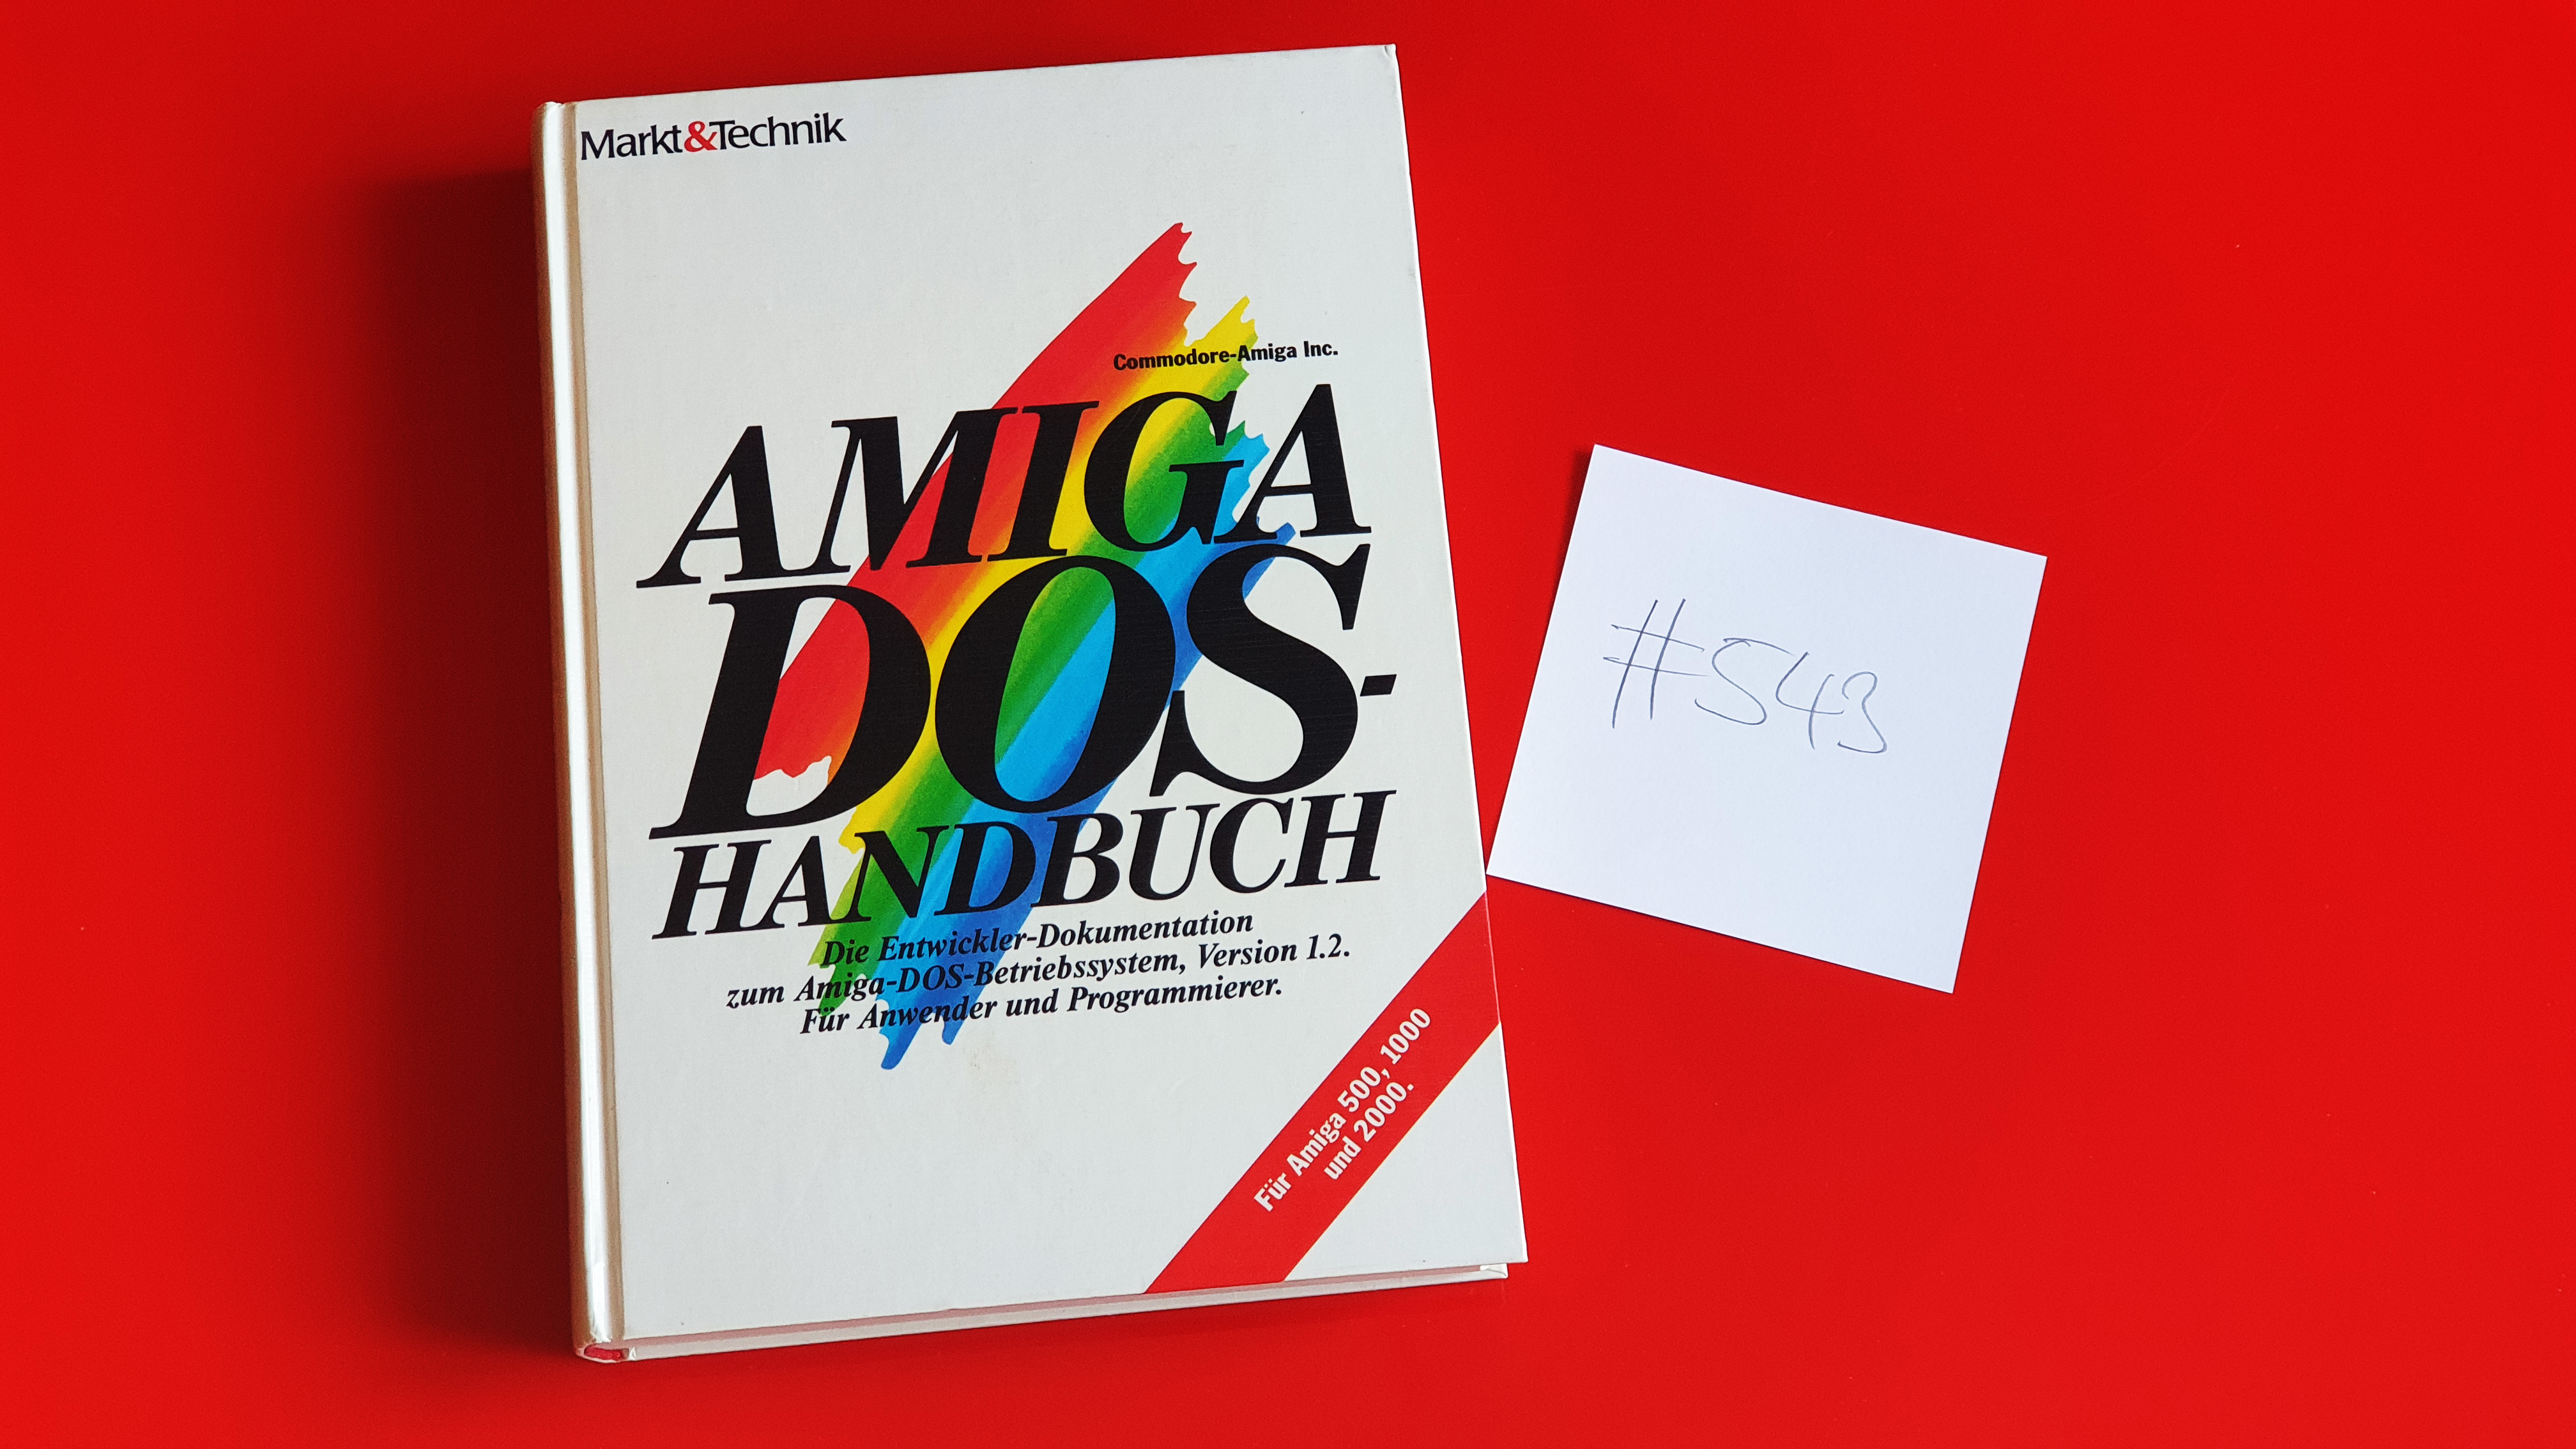 Markt&Technik
Commodore-Amiga Inc.
AMIGA
DOS-
HANDBUCH
Die Entwickler-Dokumentation
zum Amiga-DOS-Betriebssystem, Version 1.2.
Für Anwender und Programmierer.
Für Amiga 500, 1000
und 2000.
#543